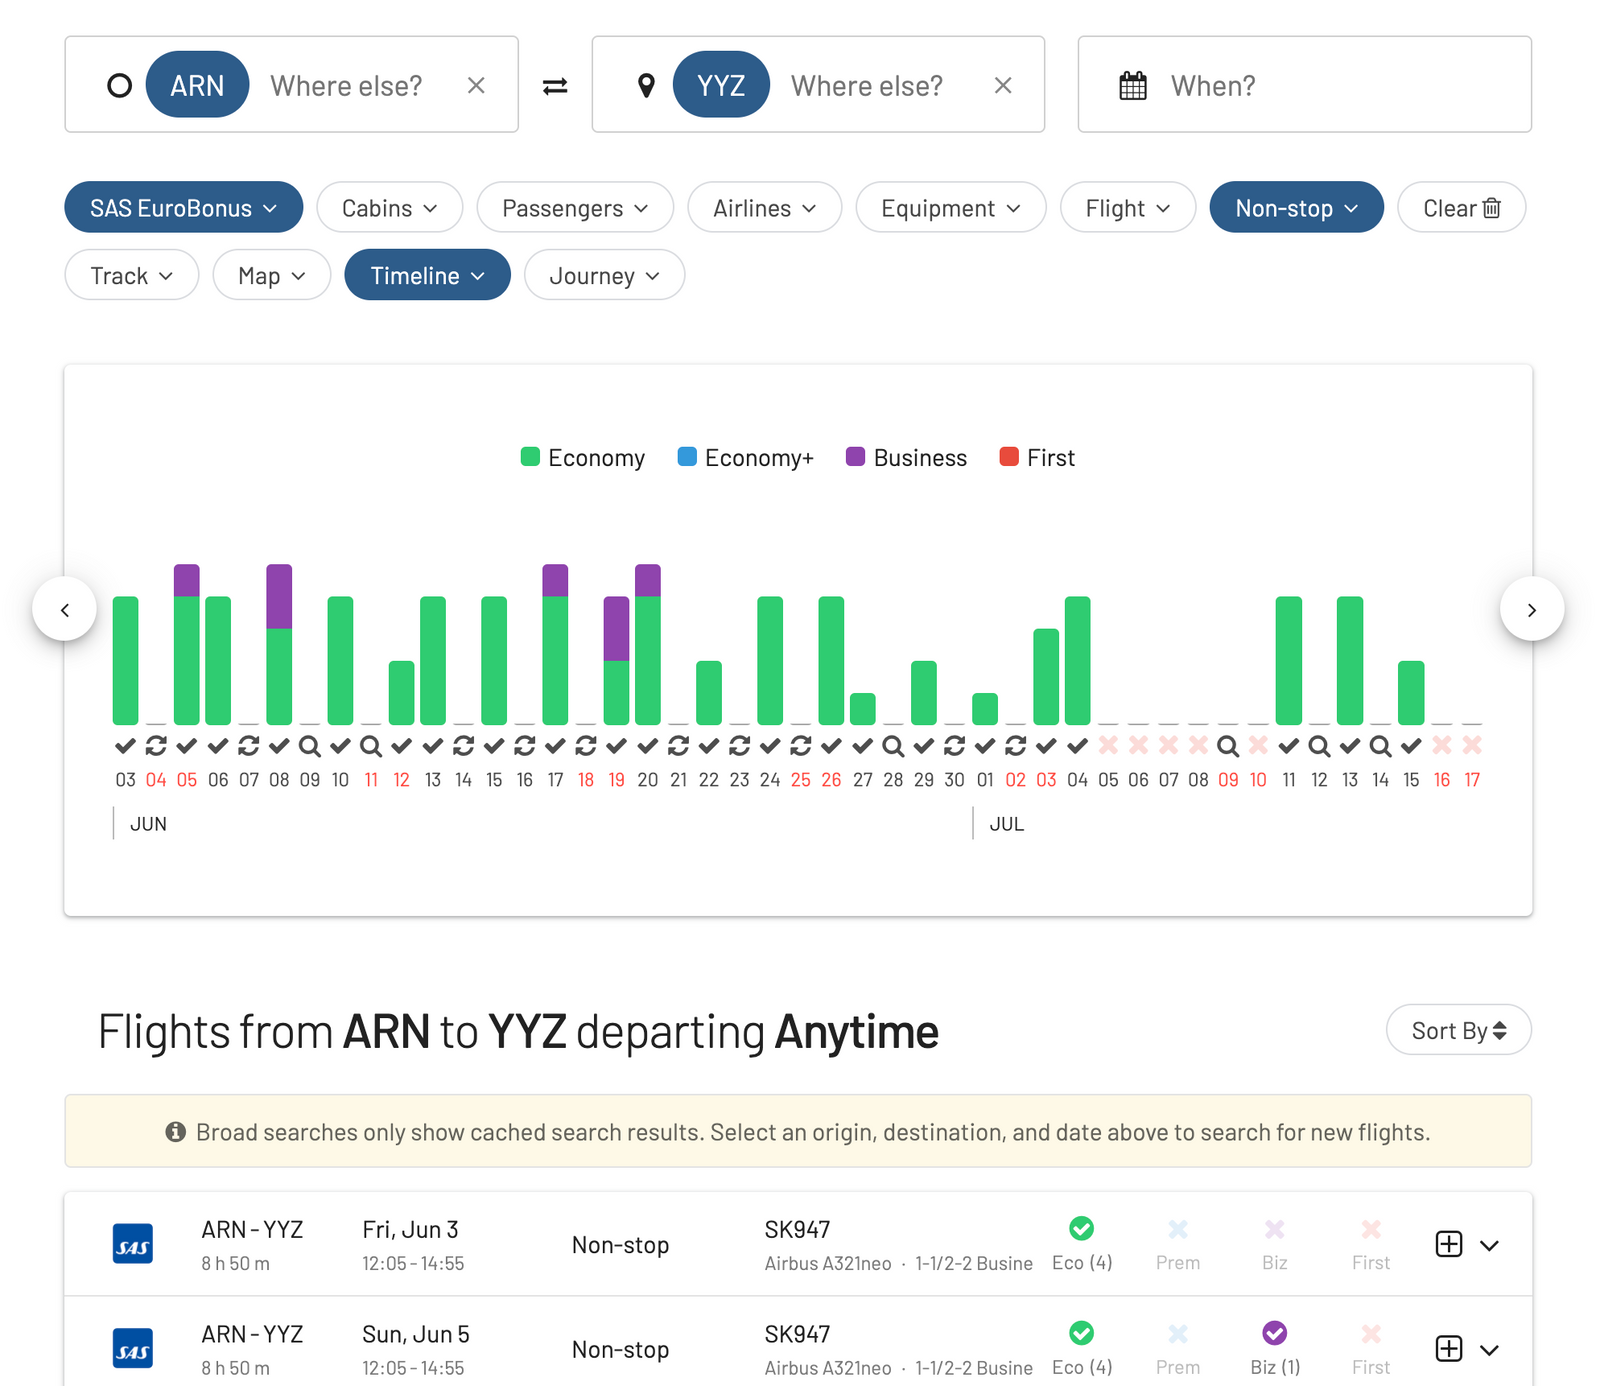 ARN Where else? YYZ Where else? When?
SAS EuroBonus Cabins Passengers Airlines Equipment Flight Non-stop Clear
Track Map Timeline Journey
Economy Economy+ Business First
03 04 05 06 07 08 09 10 11 12 13 14 15 16 17 18 19 20 21 22 23 24 25 26 27 28 29 30 01 02 03 04 05 06 07 08 09 10 11 12 13 14 15 16 17
JUN JUL
Flights from ARN to YYZ departing Anytime Sort By
Broad searches only show cached search results. Select an origin, destination, and date above to search for new flights.
SAS ARN - YYZ Fri, Jun 3 Non-stop SK947
8 h 50 m 12:05 - 14:55 Airbus A321neo · 1-1/2-2 Busine Eco (4) Prem Biz First
SAS ARN - YYZ Sun, Jun 5 Non-stop SK947
8 h 50 m 12:05 - 14:55 Airbus A321neo · 1-1/2-2 Busine Eco (4) Prem Biz (1) First